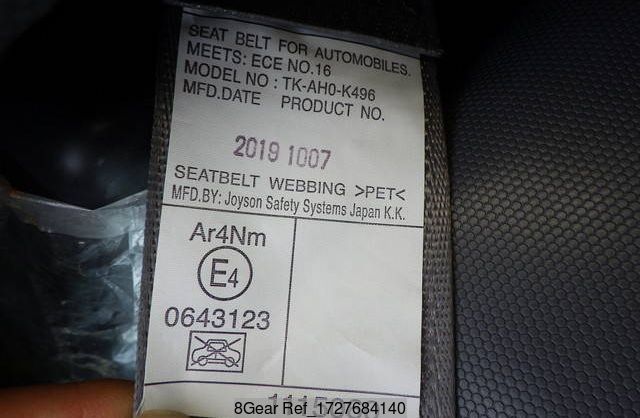 SEAT BELT FOR AUTOMOBILES.
MEETS: ECE NO.16
MODEL NO : TK-AH0-K496
MFD.DATE PRODUCT NO.
2019 1007
SEATBELT WEBBING >PET<
MFD.BY: Joyson Safety Systems Japan K.K.
Ar4Nm
E4
0643123
8Gear Ref_1727684140